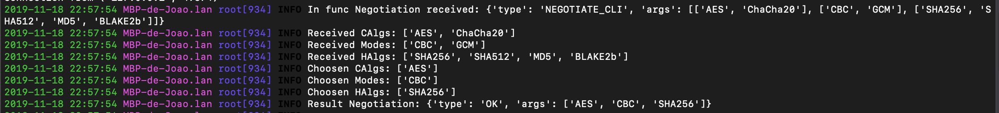 2019-11-18 22:57:54 MBP-de-Joao.lan root[934] INFO In func Negotiation received: {'type': 'NEGOTIATE_CLI', 'args': [['AES', 'ChaCha20'], ['CBC', 'GCM'], ['SHA256', 'S
HA512', 'MD5', 'BLAKE2b']]}
2019-11-18 22:57:54 MBP-de-Joao.lan root[934] INFO Received CAlgs: ['AES', 'ChaCha20']
2019-11-18 22:57:54 MBP-de-Joao.lan root[934] INFO Received Modes: ['CBC', 'GCM']
2019-11-18 22:57:54 MBP-de-Joao.lan root[934] INFO Received HAlgs: ['SHA256', 'SHA512', 'MD5', 'BLAKE2b']
2019-11-18 22:57:54 MBP-de-Joao.lan root[934] INFO Choosen CAlgs: ['AES']
2019-11-18 22:57:54 MBP-de-Joao.lan root[934] INFO Choosen Modes: ['CBC']
2019-11-18 22:57:54 MBP-de-Joao.lan root[934] INFO Choosen HAlgs: ['SHA256']
2019-11-18 22:57:54 MBP-de-Joao.lan root[934] INFO Result Negotiation: {'type': 'OK', 'args': ['AES', 'CBC', 'SHA256']}